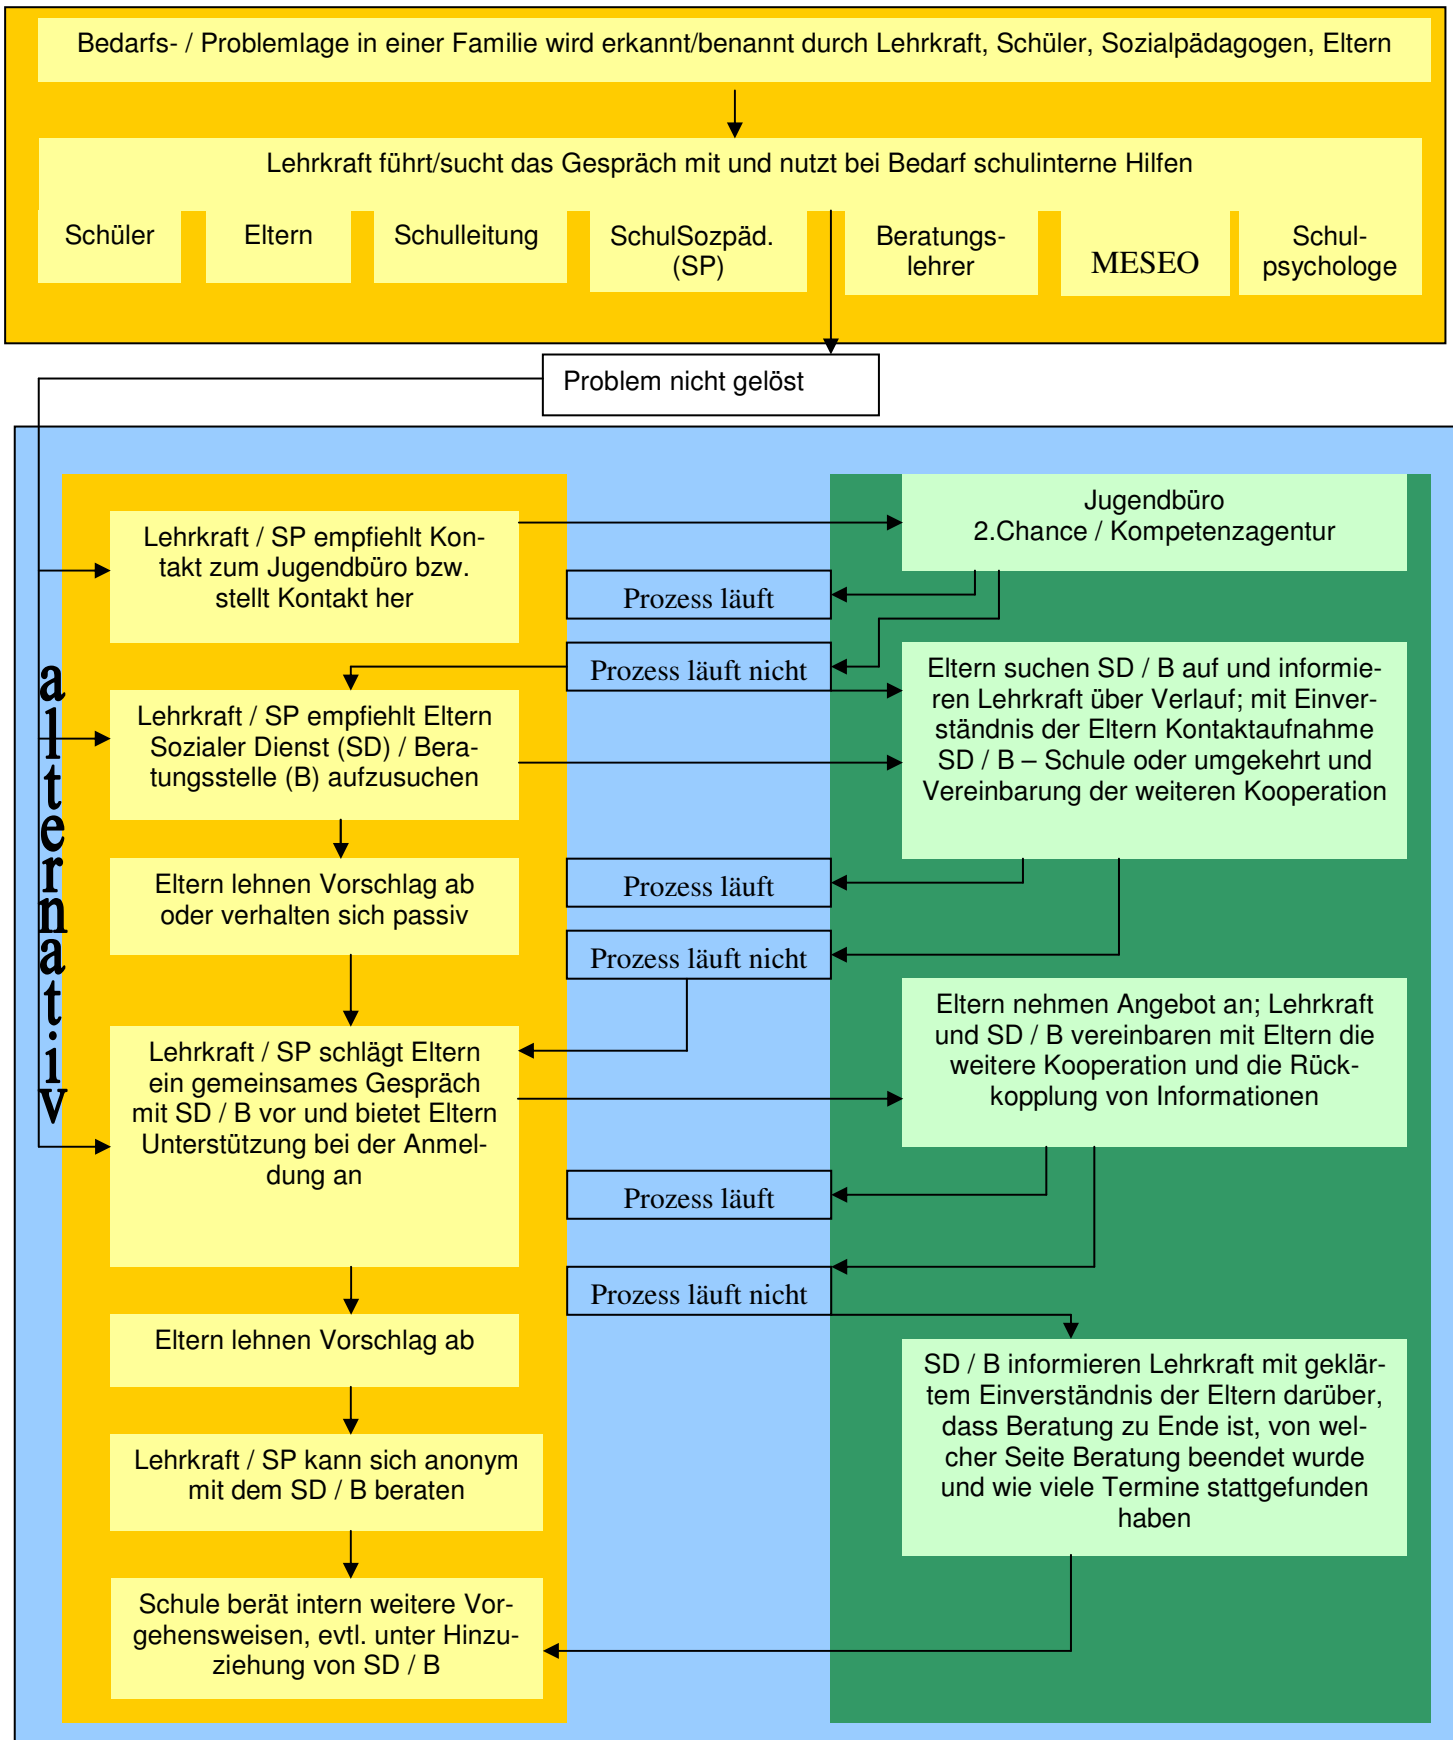 Bedarfs- / Problemlage in einer Familie wird erkannt/benannt durch Lehrkraft, Schüler, Sozialpädagogen, Eltern
Lehrkraft führt/sucht das Gespräch mit und nutzt bei Bedarf schulinterne Hilfen
Schüler
Eltern
Schulleitung
SchulSozpäd.
(SP)
Beratungs-
lehrer
MESEO
Schul-
psychologe
Problem nicht gelöst
alternativ
Lehrkraft / SP empfiehlt Kon-
takt zum Jugendbüro bzw.
stellt Kontakt her
Jugendbüro
2.Chance / Kompetenzagentur
Prozess läuft
Prozess läuft nicht
Lehrkraft / SP empfiehlt Eltern
Sozialer Dienst (SD) / Bera-
tungsstelle (B) aufzusuchen
Eltern suchen SD / B auf und informie-
ren Lehrkraft über Verlauf; mit Einver-
ständnis der Eltern Kontaktaufnahme
SD / B – Schule oder umgekehrt und
Vereinbarung der weiteren Kooperation
Eltern lehnen Vorschlag ab
oder verhalten sich passiv
Prozess läuft
Prozess läuft nicht
Lehrkraft / SP schlägt Eltern
ein gemeinsames Gespräch
mit SD / B vor und bietet Eltern
Unterstützung bei der Anmel-
dung an
Eltern nehmen Angebot an; Lehrkraft
und SD / B vereinbaren mit Eltern die
weitere Kooperation und die Rück-
kopplung von Informationen
Prozess läuft
Prozess läuft nicht
Eltern lehnen Vorschlag ab
SD / B informieren Lehrkraft mit geklär-
tem Einverständnis der Eltern darüber,
dass Beratung zu Ende ist, von wel-
cher Seite Beratung beendet wurde
und wie viele Termine stattgefunden
haben
Lehrkraft / SP kann sich anonym
mit dem SD / B beraten
Schule berät intern weitere Vor-
gehensweisen, evtl. unter Hinzu-
ziehung von SD / B